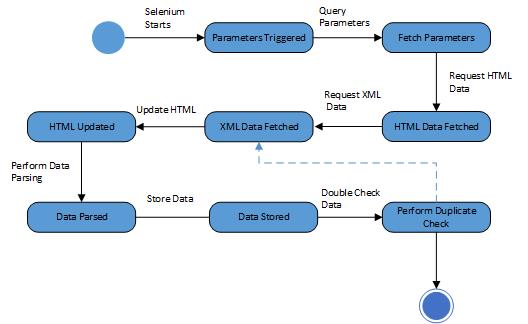 Selenium
Starts
Parameters Triggered
Query
Parameters
Fetch Parameters
Request HTML
Data
HTML Data Fetched
Request XML
Data
XML Data Fetched
Update HTML
HTML Updated
Perform Data
Parsing
Data Parsed
Store Data
Data Stored
Double Check
Data
Perform Duplicate
Check